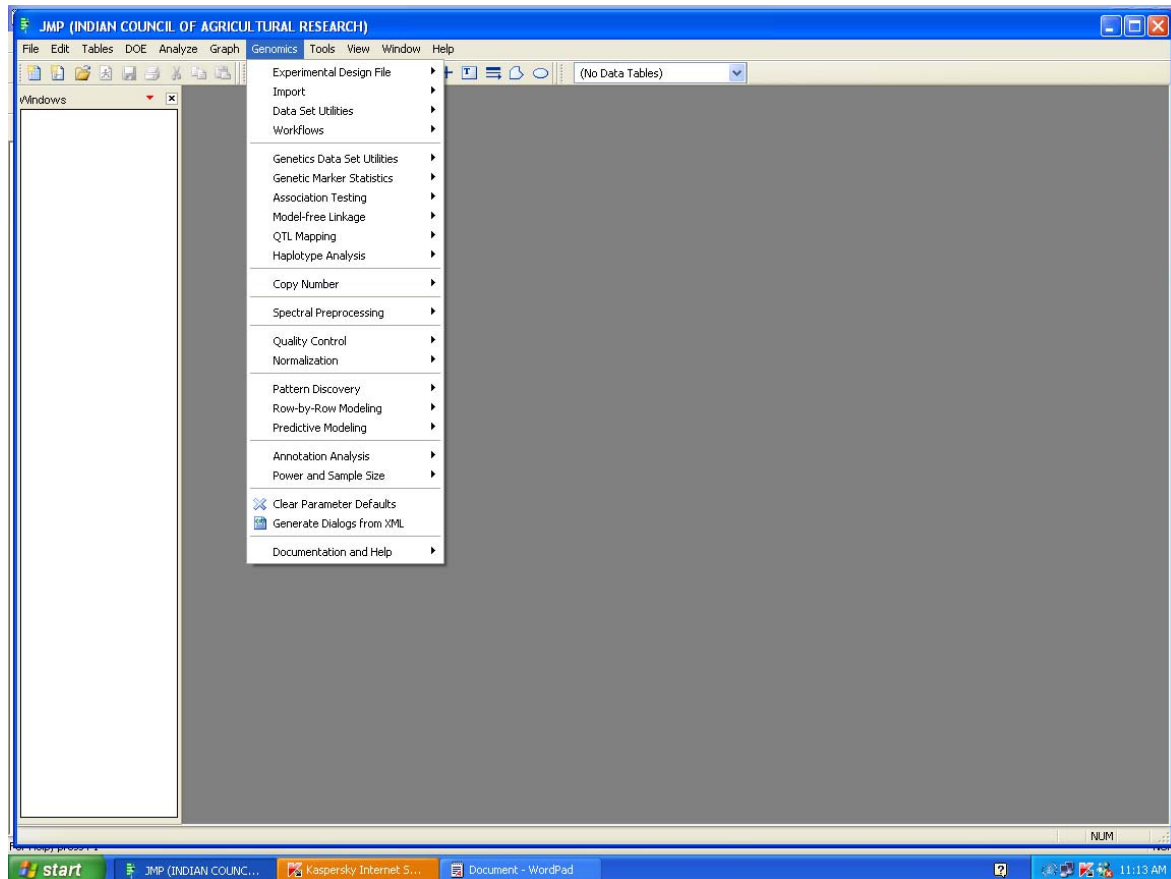 JMP (INDIAN COUNCIL OF AGRICULTURAL RESEARCH)
File Edit Tables DOE Analyze Graph Genomics Tools View Window Help
(No Data Tables)
Windows
Experimental Design File
Import
Data Set Utilities
Workflows
Genetics Data Set Utilities
Genetic Marker Statistics
Association Testing
Model-free Linkage
QTL Mapping
Haplotype Analysis
Copy Number
Spectral Preprocessing
Quality Control
Normalization
Pattern Discovery
Row-by-Row Modeling
Predictive Modeling
Annotation Analysis
Power and Sample Size
Clear Parameter Defaults
Generate Dialogs from XML
Documentation and Help
NUM
start JMP (INDIAN COUNC... Kaspersky Internet S... Document - WordPad 11:13 AM